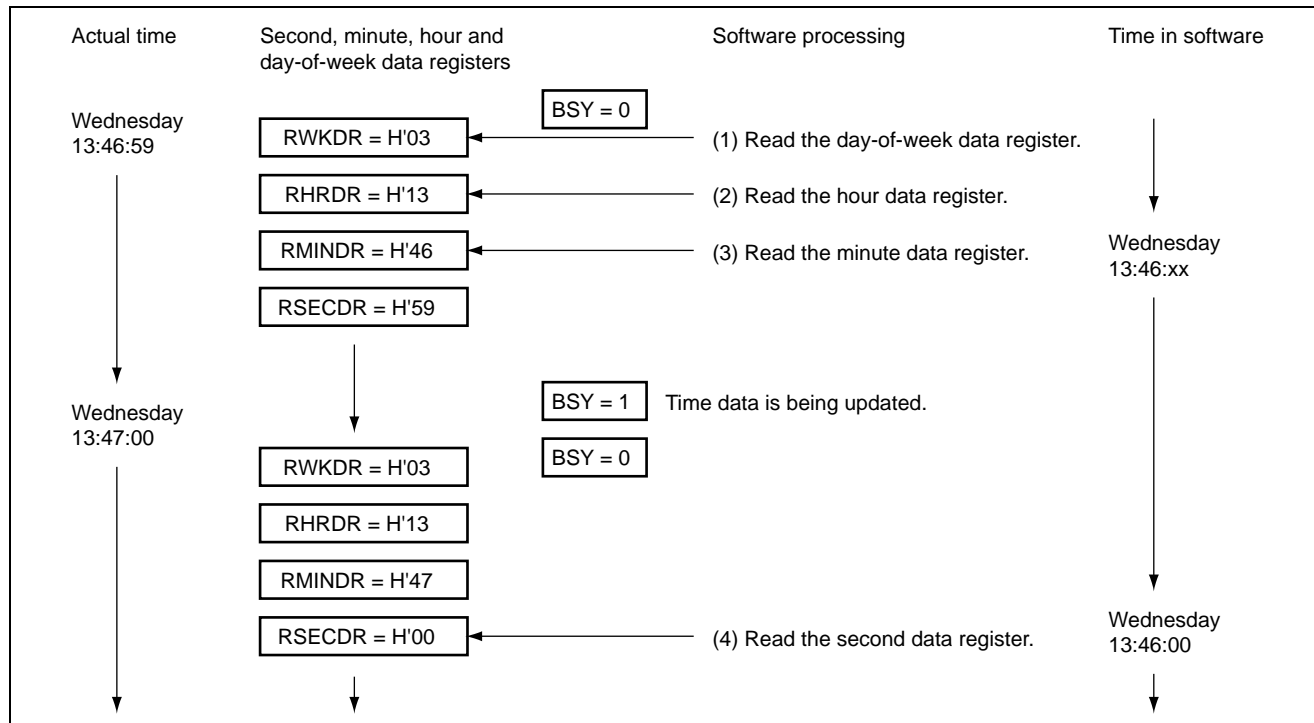 Actual time
Second, minute, hour and
day-of-week data registers
Software processing
Time in software
BSY = 0
Wednesday
13:46:59
RWKDR = H'03
(1) Read the day-of-week data register.
RHRDR = H'13
(2) Read the hour data register.
RMINDR = H'46
(3) Read the minute data register.
Wednesday
13:46:xx
RSECDR = H'59
BSY = 1
Time data is being updated.
Wednesday
13:47:00
BSY = 0
RWKDR = H'03
RHRDR = H'13
RMINDR = H'47
RSECDR = H'00
(4) Read the second data register.
Wednesday
13:46:00